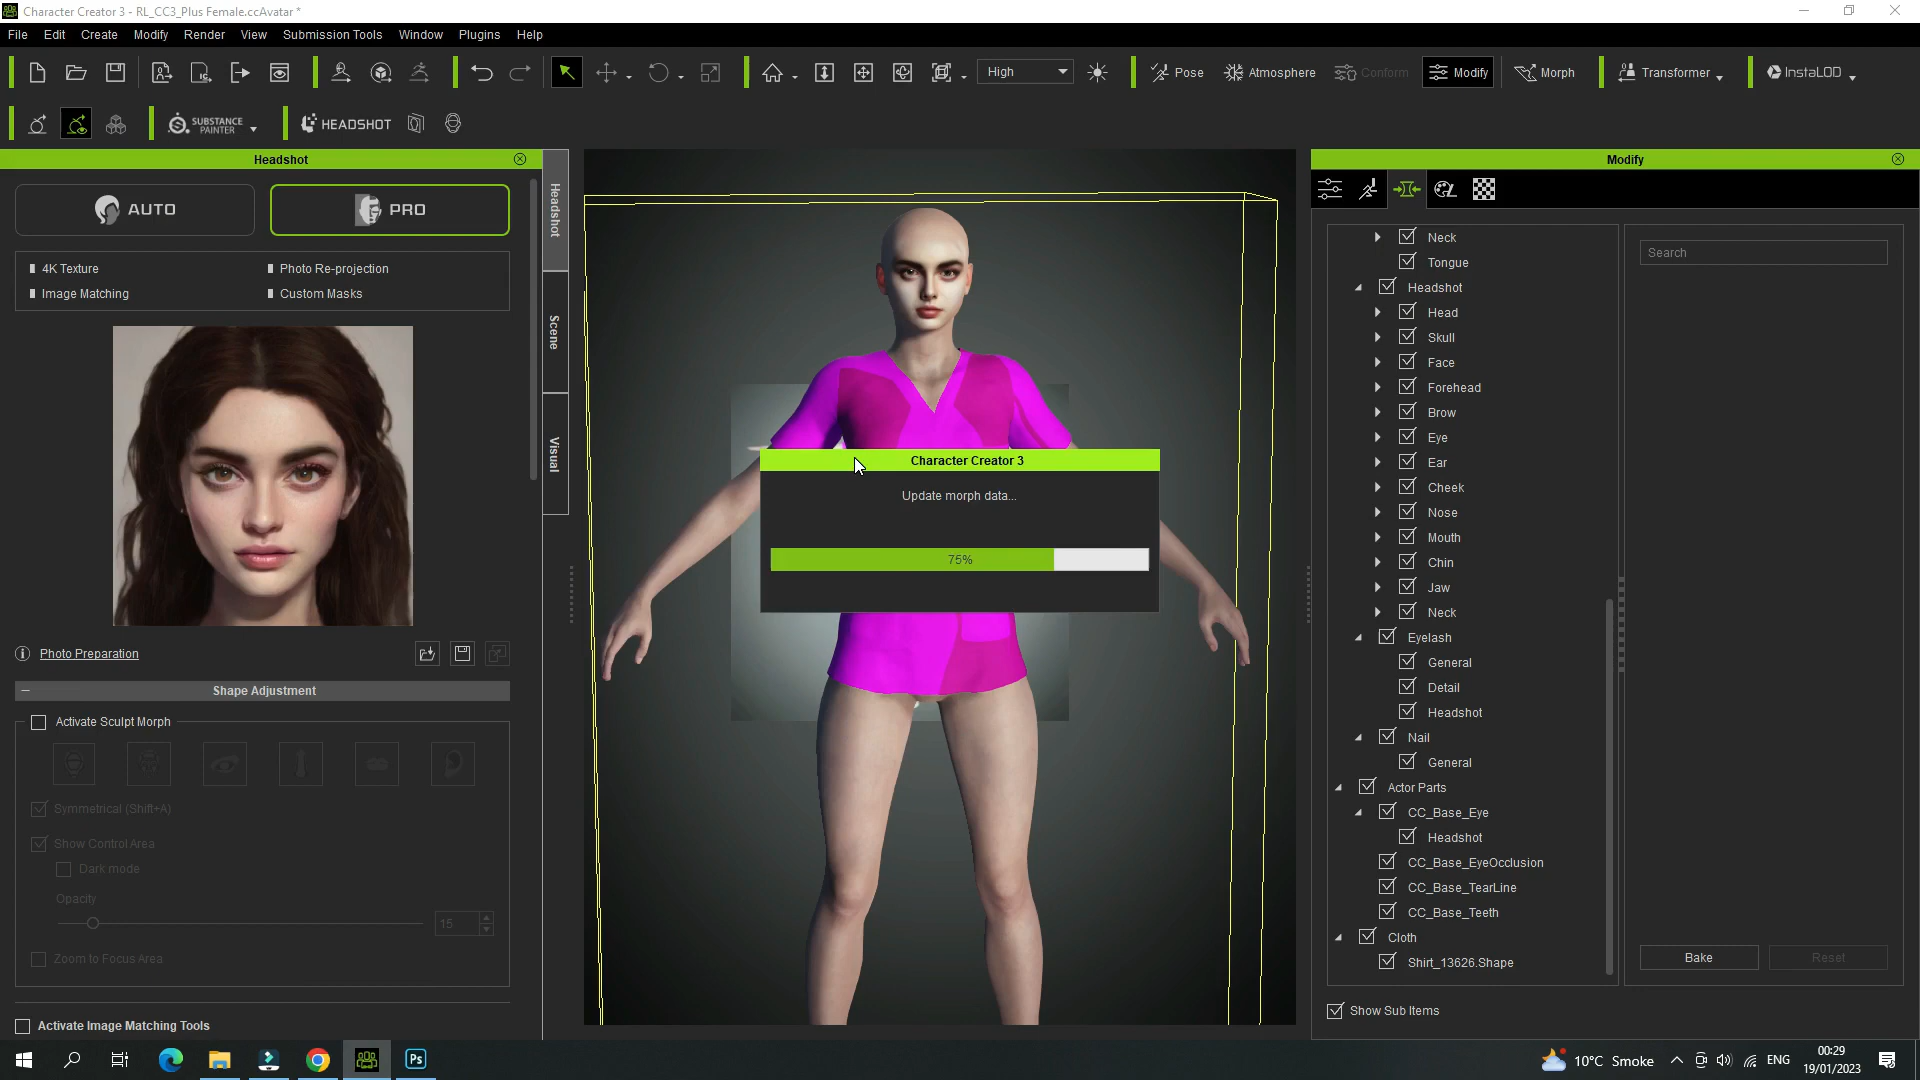 Character Creator 3 - RL_CC3_Plus Female.ccAvatar *
File Edit Create Modify Render View Submission Tools Window Plugins Help
High Pose Atmosphere Conform Modify Morph Transformer InstaLOD
SUBSTANCE PAINTER HEADSHOT
Headshot
AUTO PRO
4K Texture Photo Re-projection
Image Matching Custom Masks
Photo Preparation
Shape Adjustment
Activate Sculpt Morph
Symmetrical (Shift+A)
Show Control Area
Dark mode
Opacity
15
Zoom to Focus Area
Activate Image Matching Tools
Headshot
Scene
Visual
Character Creator 3
Update morph data...
75%
Modify
Neck
Tongue
Headshot
Head
Skull
Face
Forehead
Brow
Eye
Ear
Cheek
Nose
Mouth
Chin
Jaw
Neck
Eyelash
General
Detail
Headshot
Nail
General
Actor Parts
CC_Base_Eye
Headshot
CC_Base_EyeOcclusion
CC_Base_TearLine
CC_Base_Teeth
Cloth
Shirt_13626.Shape
Show Sub Items
Search
Bake Reset
Ps
10°C Smoke ENG
00:29
19/01/2023